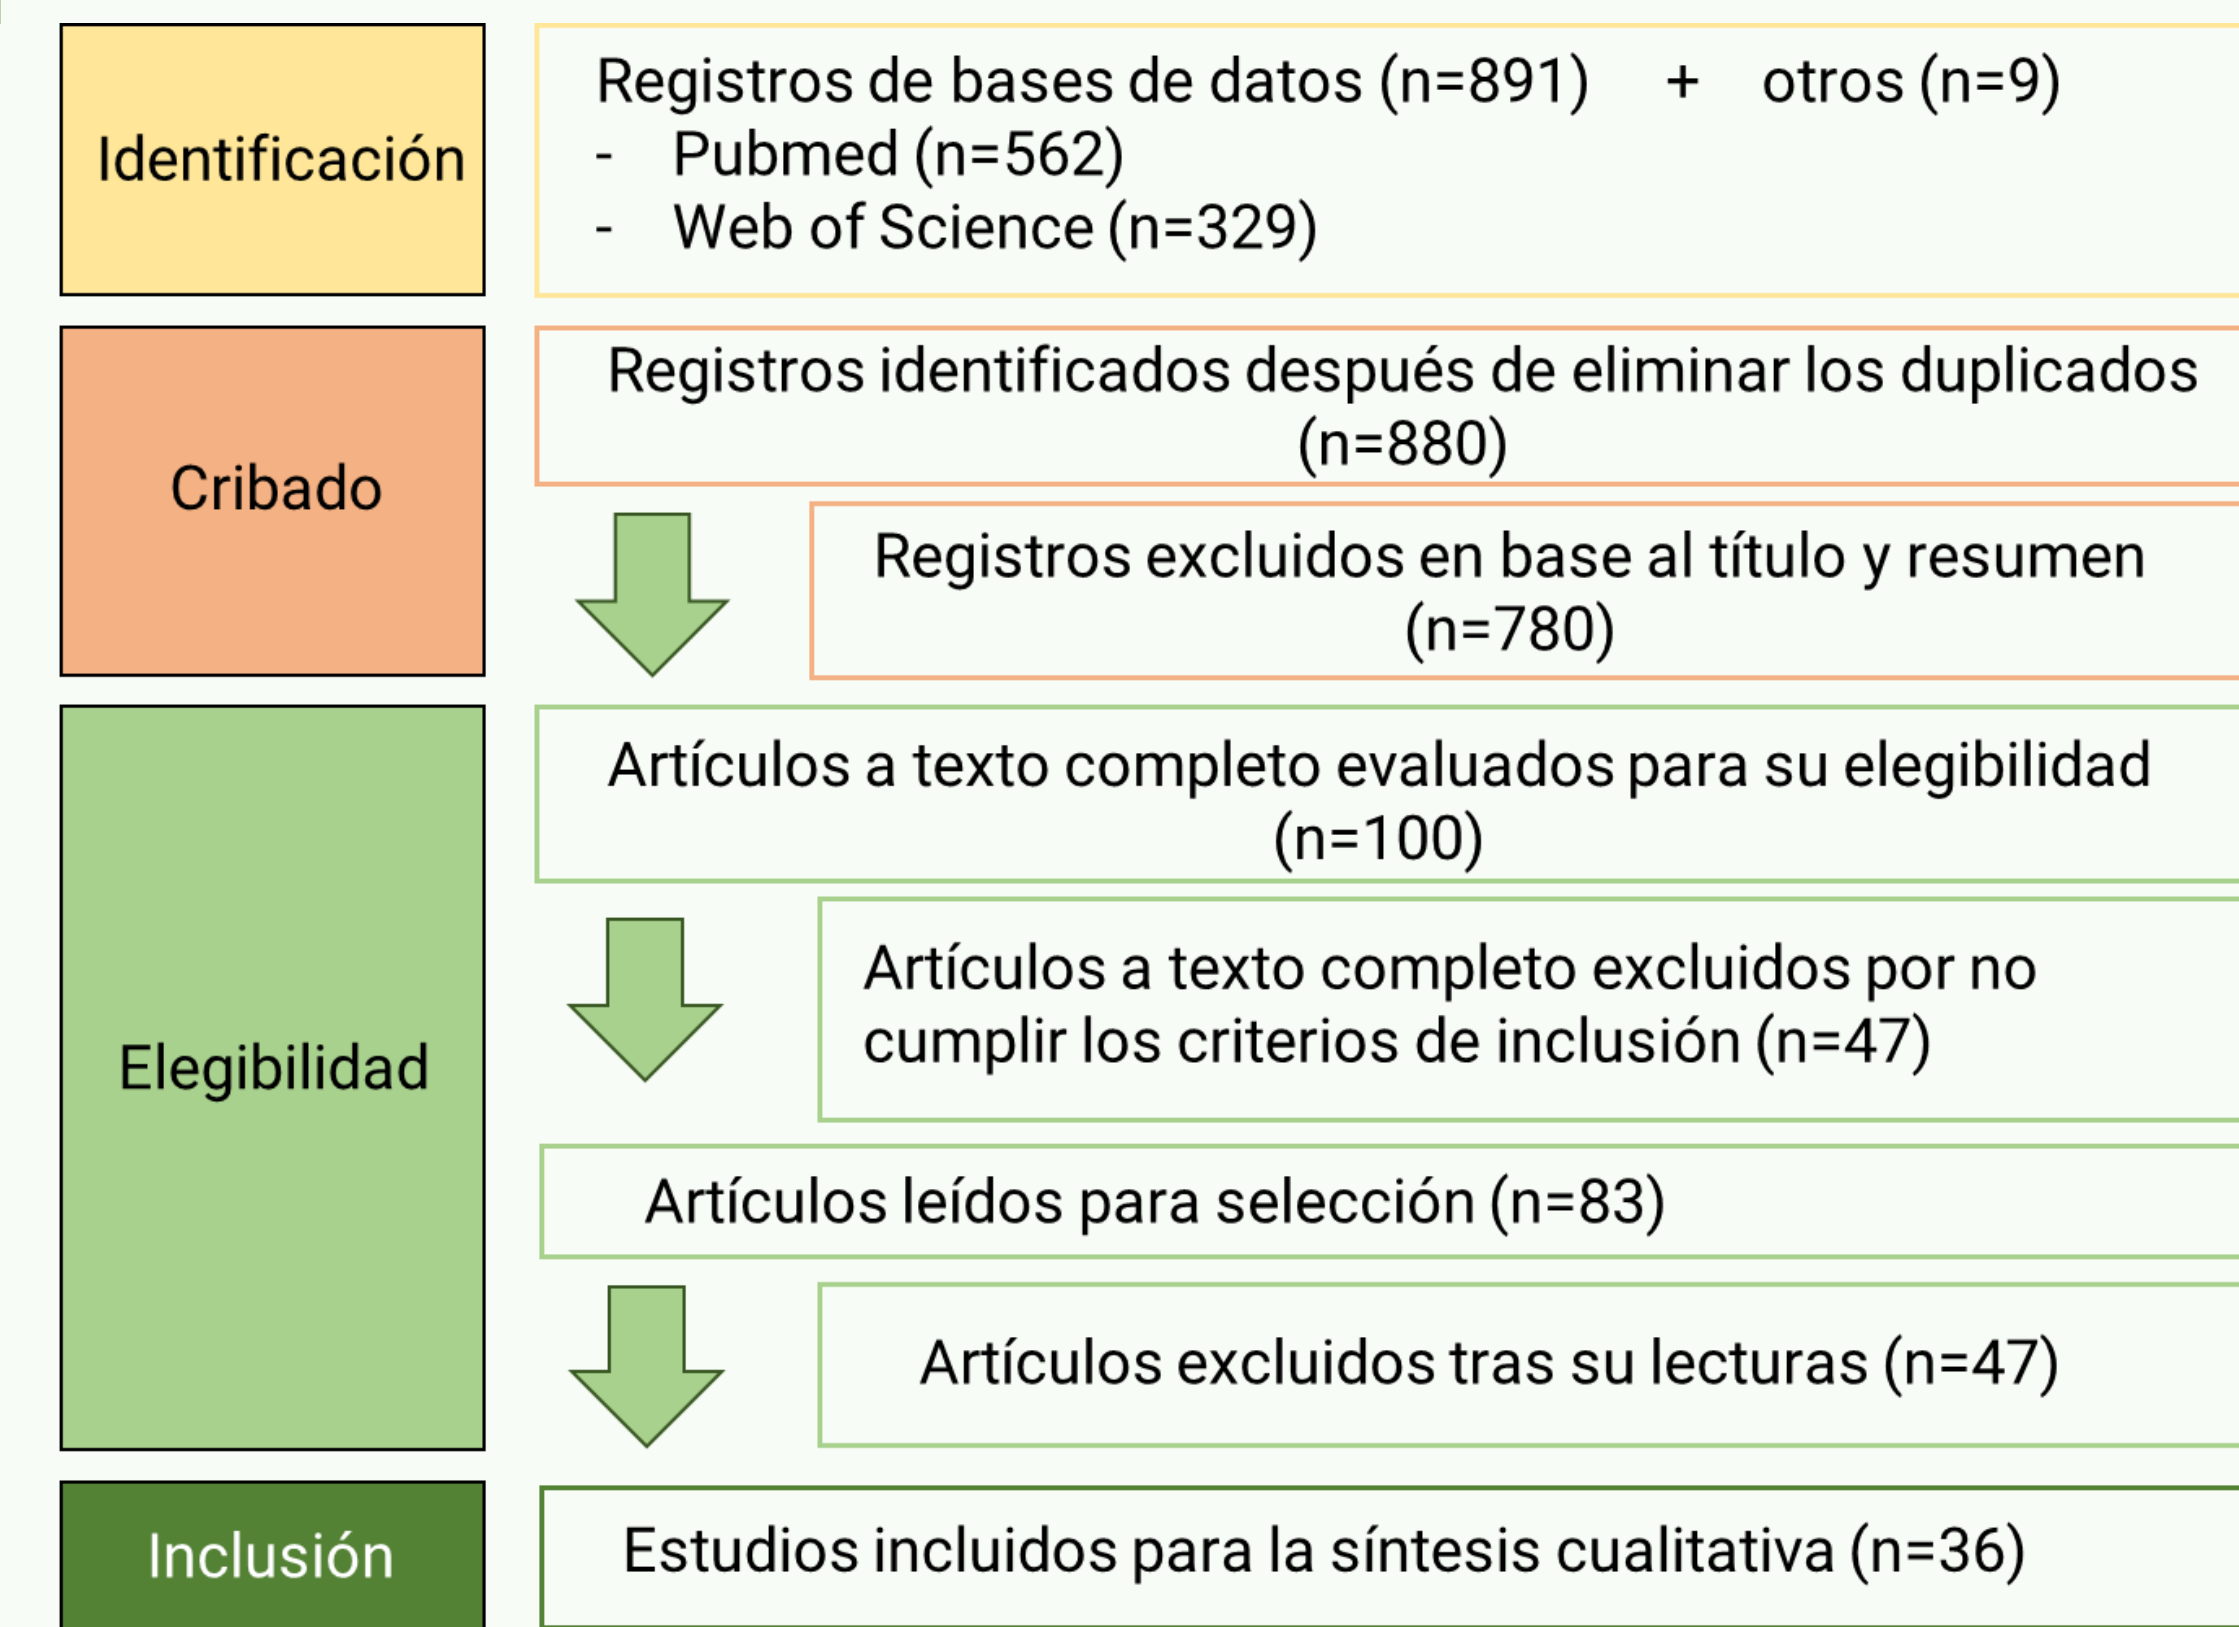 Identificación
Registros de bases de datos (n=891) + otros (n=9)
- Pubmed (n=562)
- Web of Science (n=329)
Cribado
Registros identificados después de eliminar los duplicados
(n=880)
Registros excluidos en base al título y resumen
(n=780)
Elegibilidad
Artículos a texto completo evaluados para su elegibilidad
(n=100)
Artículos a texto completo excluidos por no
cumplir los criterios de inclusión (n=47)
Artículos leídos para selección (n=83)
Artículos excluidos tras su lecturas (n=47)
Inclusión
Estudios incluidos para la síntesis cualitativa (n=36)